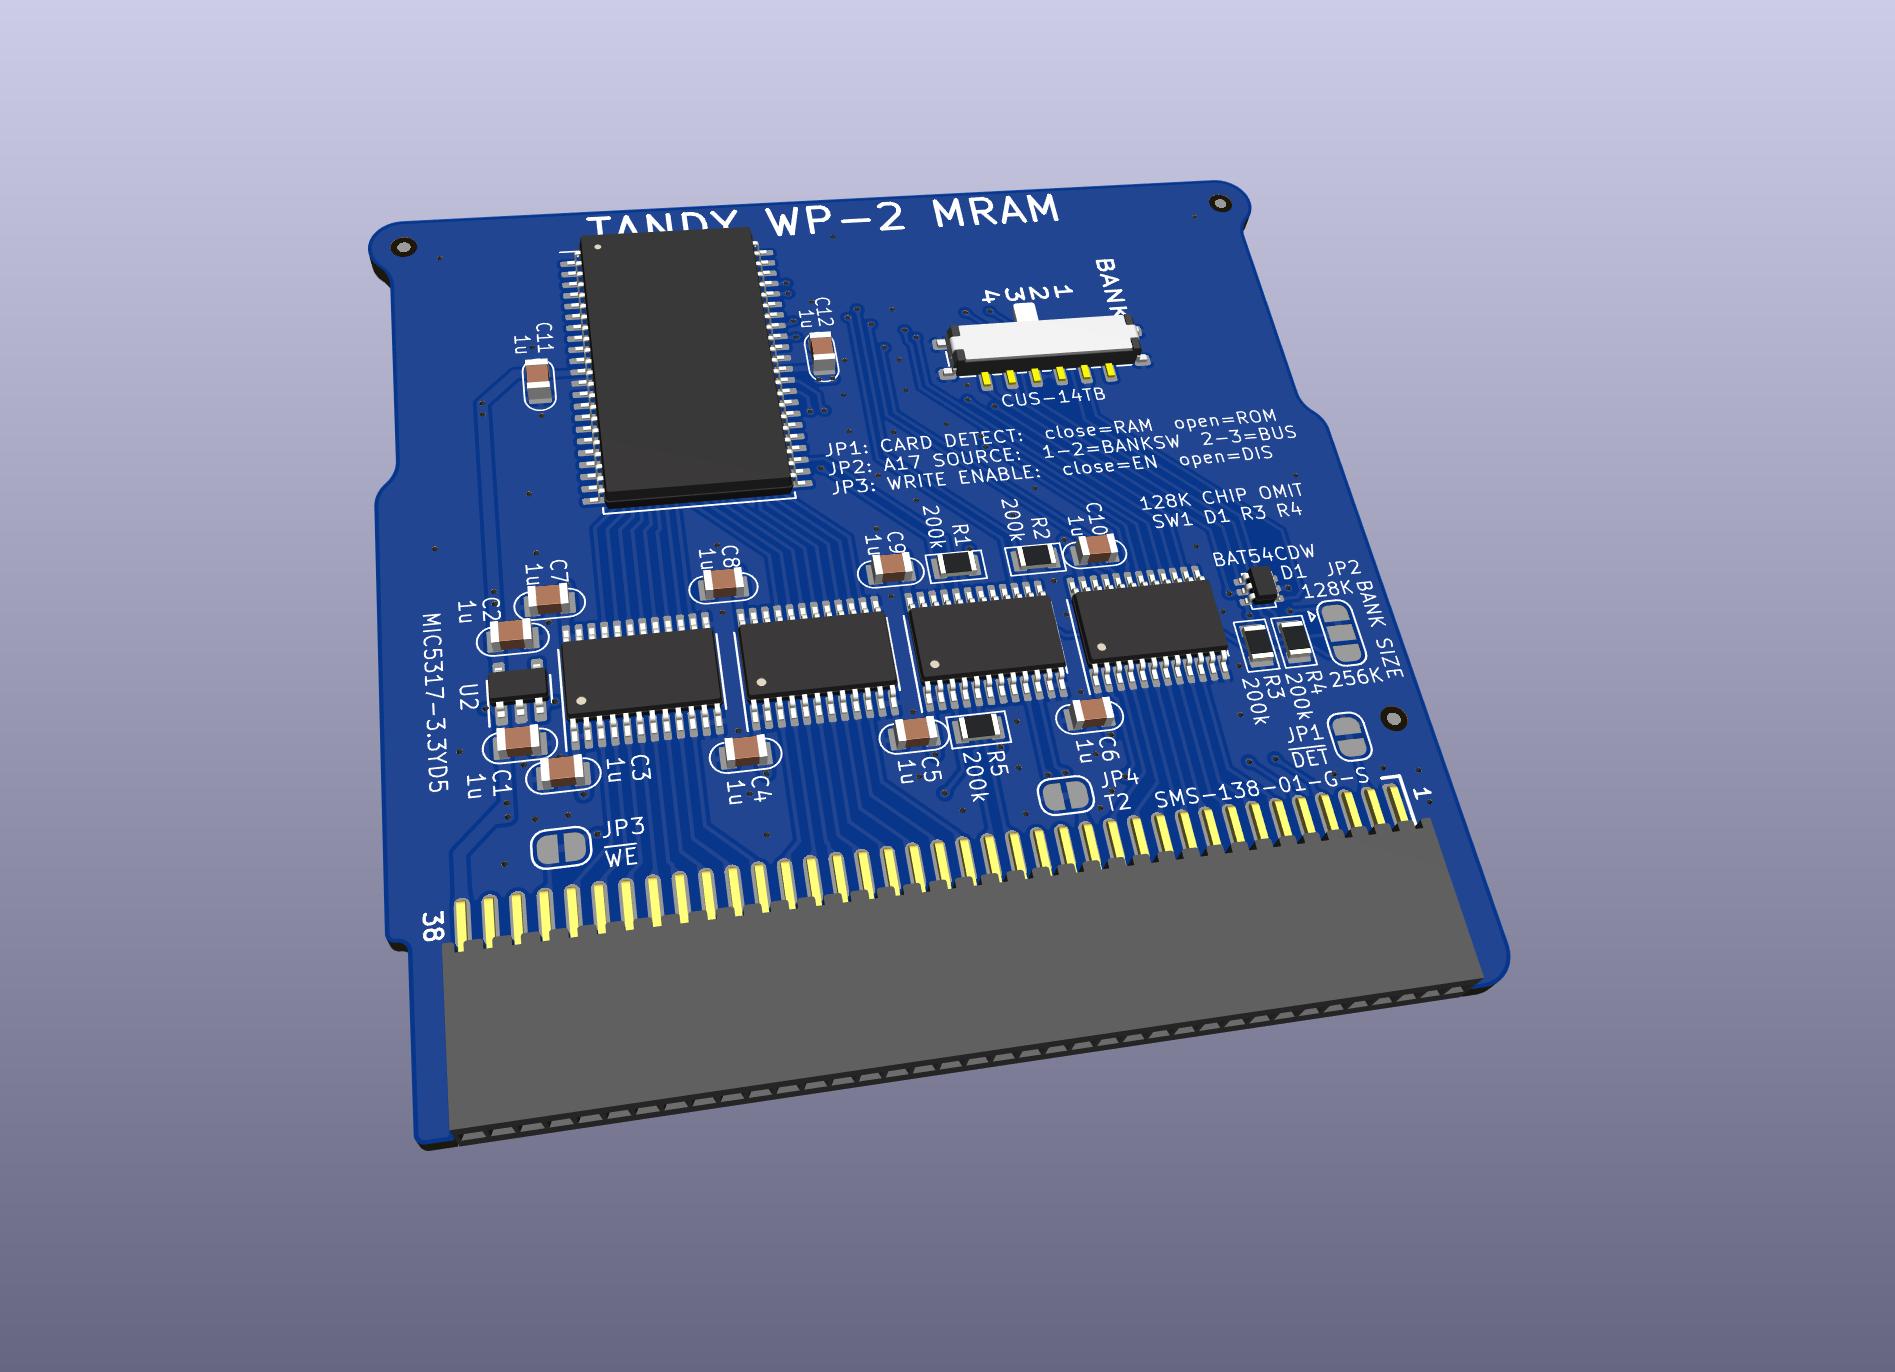 TANDY WP-2 MRAM
BANK
1
2
3
4
C11
1u
C12
1u
CUS-14TB
JP1: CARD DETECT: close=RAM open=ROM
JP2: A17 SOURCE: 1-2=BANKSW 2-3=BUS
JP3: WRITE ENABLE: close=EN open=DIS
128K CHIP OMIT
SW1 D1 R3 R4
C7
1u
C8
1u
C9
1u
R1
200k
R2
200k
C10
1u
BAT54CDW
D1
JP2
128K
BANK SIZE
256K
C2
1u
MIC5317-3.3YD5
U2
C1
1u
C3
1u
C4
1u
C5
1u
R5
200k
C6
1u
R3
200k
R4
200k
JP1
DET
JP4
T2
SMS-138-01-G-S
1
JP3
WE
38